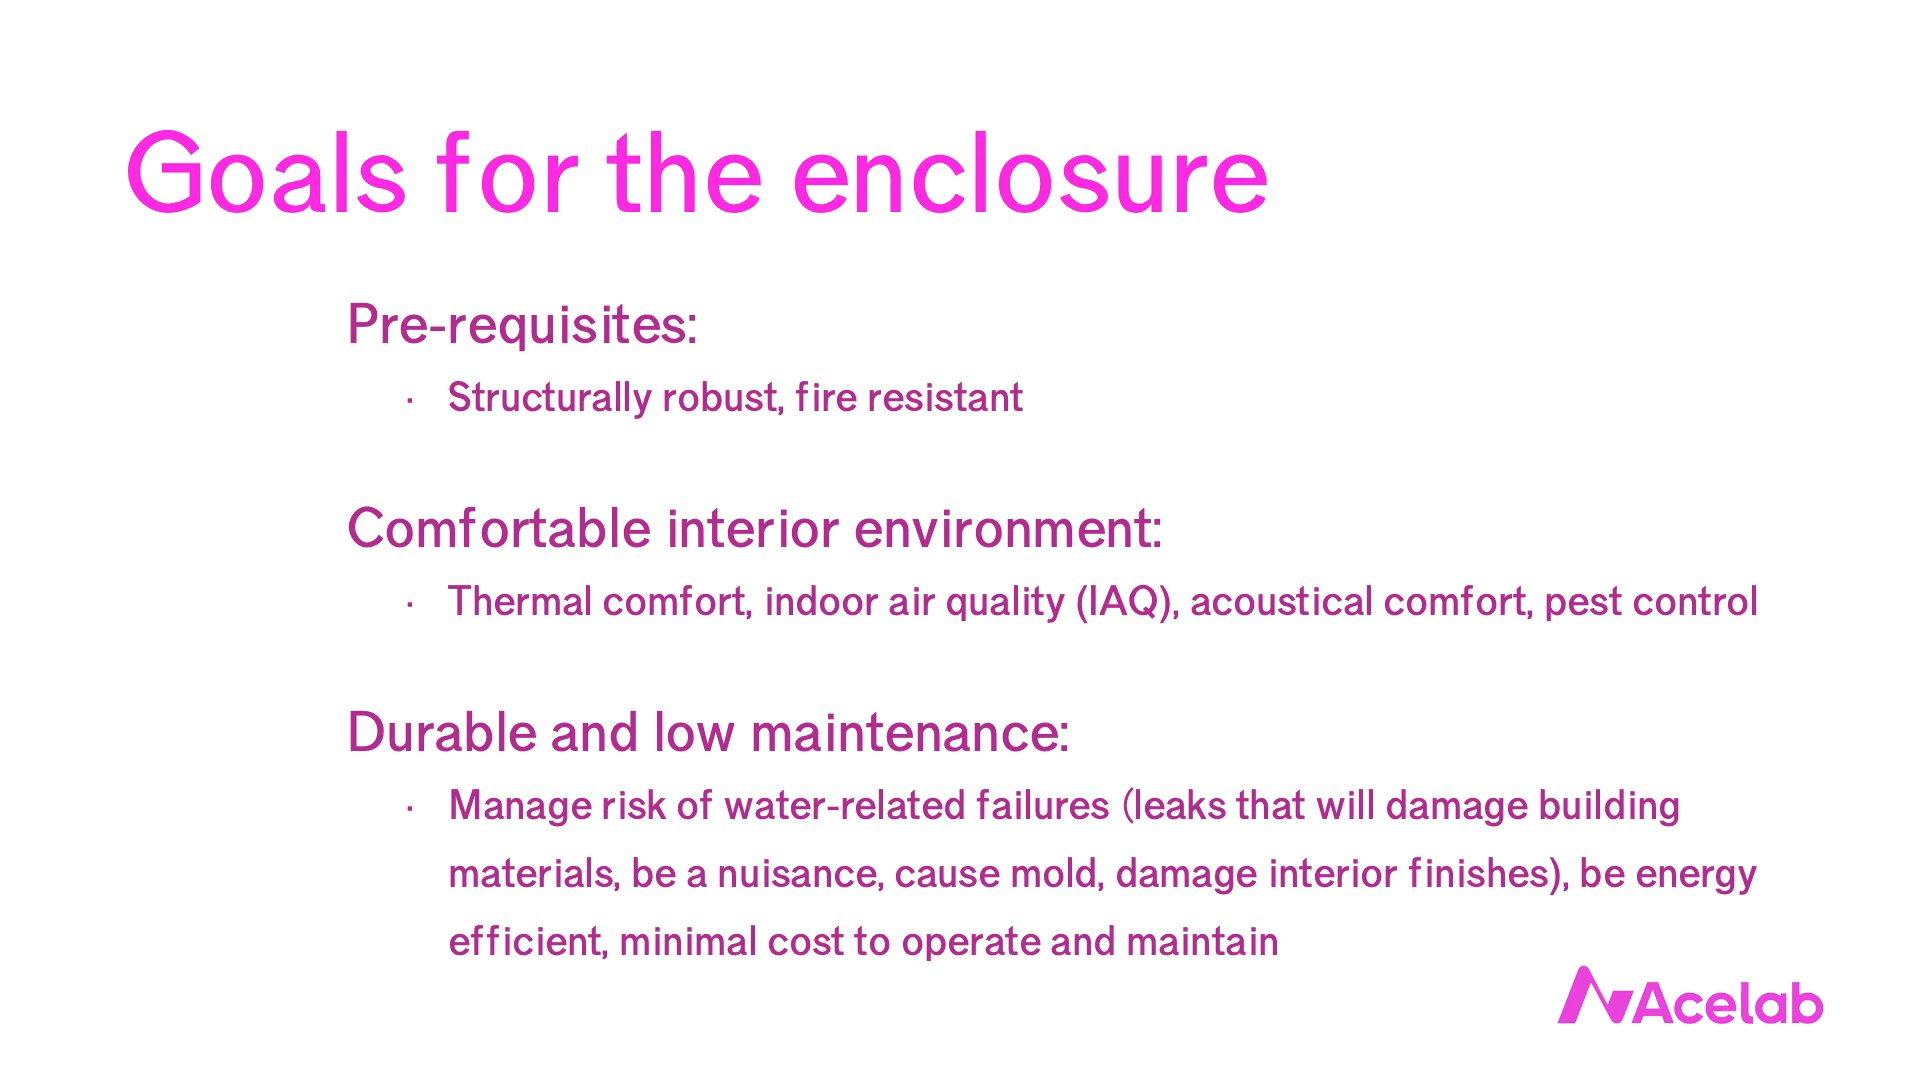 Goals for the enclosure
Pre-requisites:
· Structurally robust, fire resistant
Comfortable interior environment:
· Thermal comfort, indoor air quality (IAQ), acoustical comfort, pest control
Durable and low maintenance:
· Manage risk of water-related failures (leaks that will damage building
materials, be a nuisance, cause mold, damage interior finishes), be energy
efficient, minimal cost to operate and maintain
Acelab